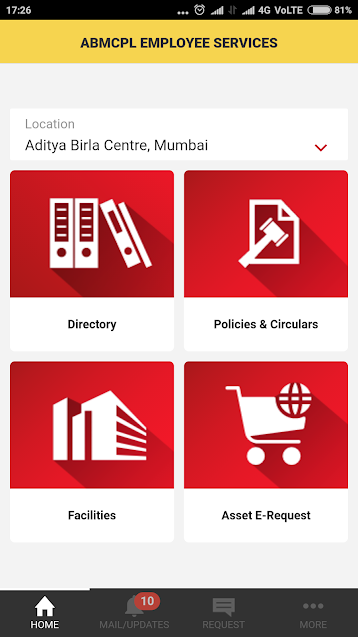 17:26 ... 4G VoLTE 81%
ABMCPL EMPLOYEE SERVICES
Location
Aditya Birla Centre, Mumbai
Directory
Policies & Circulars
Facilities
Asset E-Request
10
HOME
MAIL/UPDATES
REQUEST
MORE